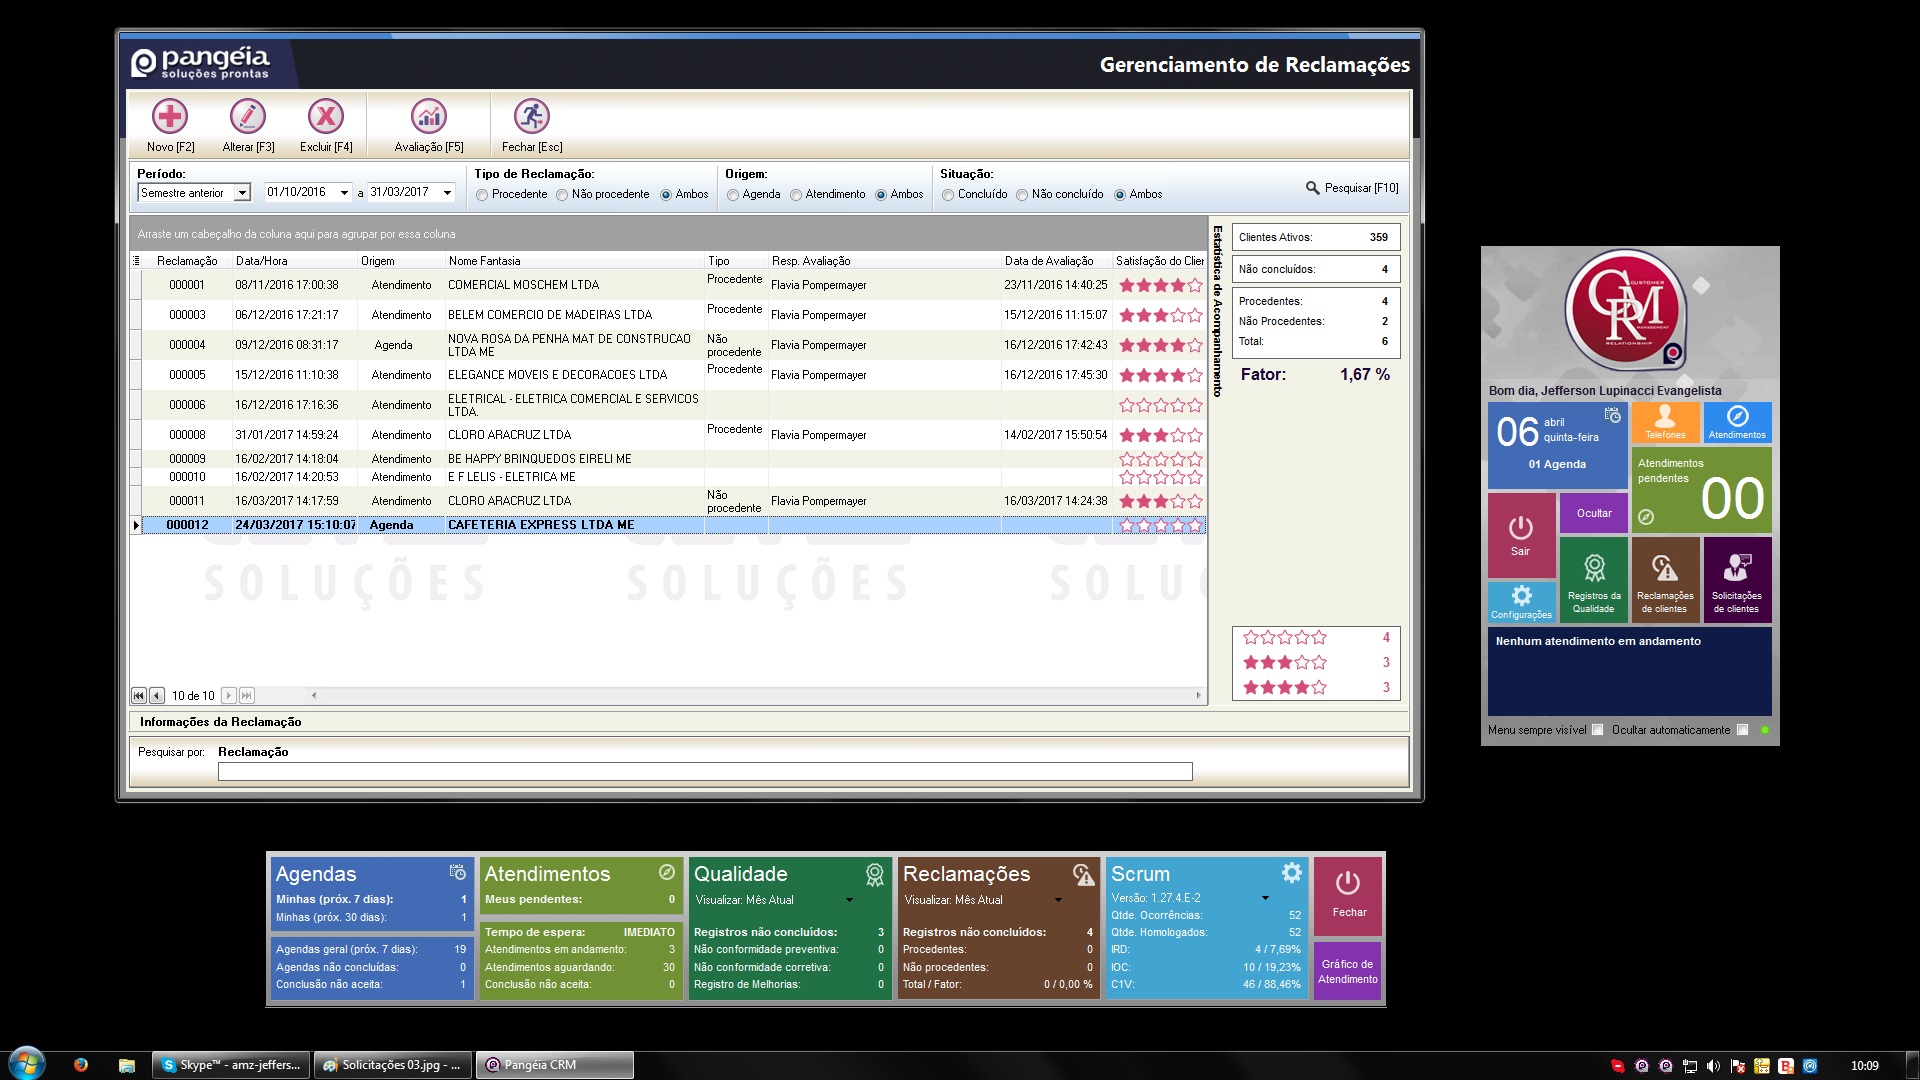 pangéia
soluções prontas
Gerenciamento de Reclamações
Novo [F2]
Alterar [F3]
Excluir [F4]
Avaliação [F5]
Fechar [Esc]
Período:
Semestre anterior
01/10/2016 a 31/03/2017
Tipo de Reclamação:
Procedente Não procedente Ambos
Origem:
Agenda Atendimento Ambos
Situação:
Concluído Não concluído Ambos
Pesquisar [F10]
Arraste um cabeçalho da coluna aqui para agrupar por essa coluna
Reclamação Data/Hora Origem Nome Fantasia Tipo Resp. Avaliação Data de Avaliação Satisfação do Clier
000001 08/11/2016 17:00:38 Atendimento COMERCIAL MOSCHEM LTDA Procedente Flavia Pompermayer 23/11/2016 14:40:25
000003 06/12/2016 17:21:17 Atendimento BELEM COMERCIO DE MADEIRAS LTDA Procedente Flavia Pompermayer 15/12/2016 11:15:07
000004 09/12/2016 08:31:17 Agenda NOVA ROSA DA PENHA MAT DE CONSTRUCAO LTDA ME Não procedente Flavia Pompermayer 16/12/2016 17:42:43
000005 15/12/2016 11:10:38 Atendimento ELEGANCE MOVEIS E DECORACOES LTDA Procedente Flavia Pompermayer 16/12/2016 17:45:30
000006 16/12/2016 17:16:36 Atendimento ELETRICAL - ELETRICA COMERCIAL E SERVICOS LTDA.
000008 31/01/2017 14:59:24 Atendimento CLORO ARACRUZ LTDA Procedente Flavia Pompermayer 14/02/2017 15:50:54
000009 16/02/2017 14:18:04 Atendimento BE HAPPY BRINQUEDOS EIRELI ME
000010 16/02/2017 14:20:53 Atendimento E F LELIS - ELETRICA ME
000011 16/03/2017 14:17:59 Atendimento CLORO ARACRUZ LTDA Não procedente Flavia Pompermayer 16/03/2017 14:24:38
000012 24/03/2017 15:10:07 Agenda CAFETERIA EXPRESS LTDA ME
SOLUÇÕES SOLUÇÕES SOLU
10 de 10
Estatística de Acompanhamento
Clientes Ativos: 359
Não concluídos: 4
Procedentes: 4
Não Procedentes: 2
Total: 6
Fator: 1,67 %
4
3
3
Informações da Reclamação
Pesquisar por: Reclamação
CRM
CUSTOMER
MANAGEMENT
RELATIONSHIP
Bom dia, Jefferson Lupinacci Evangelista
06 abril
quinta-feira
01 Agenda
Telefones
Atendimentos
Atendimentos
pendentes
00
Sair
Ocultar
Configurações
Registros da
Qualidade
Reclamações
de clientes
Solicitações
de clientes
Nenhum atendimento em andamento
Menu sempre visível Ocultar automaticamente
Agendas
Minhas (próx. 7 dias): 1
Minhas (próx. 30 dias): 1
Agendas geral (próx. 7 dias): 19
Agendas não concluídas: 0
Conclusão não aceita: 1
Atendimentos
Meus pendentes: 0
Tempo de espera: IMEDIATO
Atendimentos em andamento: 3
Atendimentos aguardando: 30
Conclusão não aceita: 0
Qualidade
Visualizar: Mês Atual
Registros não concluídos: 3
Não conformidade preventiva: 0
Não conformidade corretiva: 0
Registro de Melhorias: 0
Reclamações
Visualizar: Mês Atual
Registros não concluídos: 4
Procedentes: 0
Não procedentes: 0
Total / Fator: 0 / 0,00 %
Scrum
Versão: 1.27.4.E-2
Qtde. Ocorrências: 52
Qtde. Homologados: 52
IRD: 4 / 7,69%
IOC: 10 / 19,23%
C1V: 46 / 88,46%
Fechar
Gráfico de
Atendimento
Skype™ - amz-jeffers...
Solicitações 03.jpg - ...
Pangéia CRM
10:09